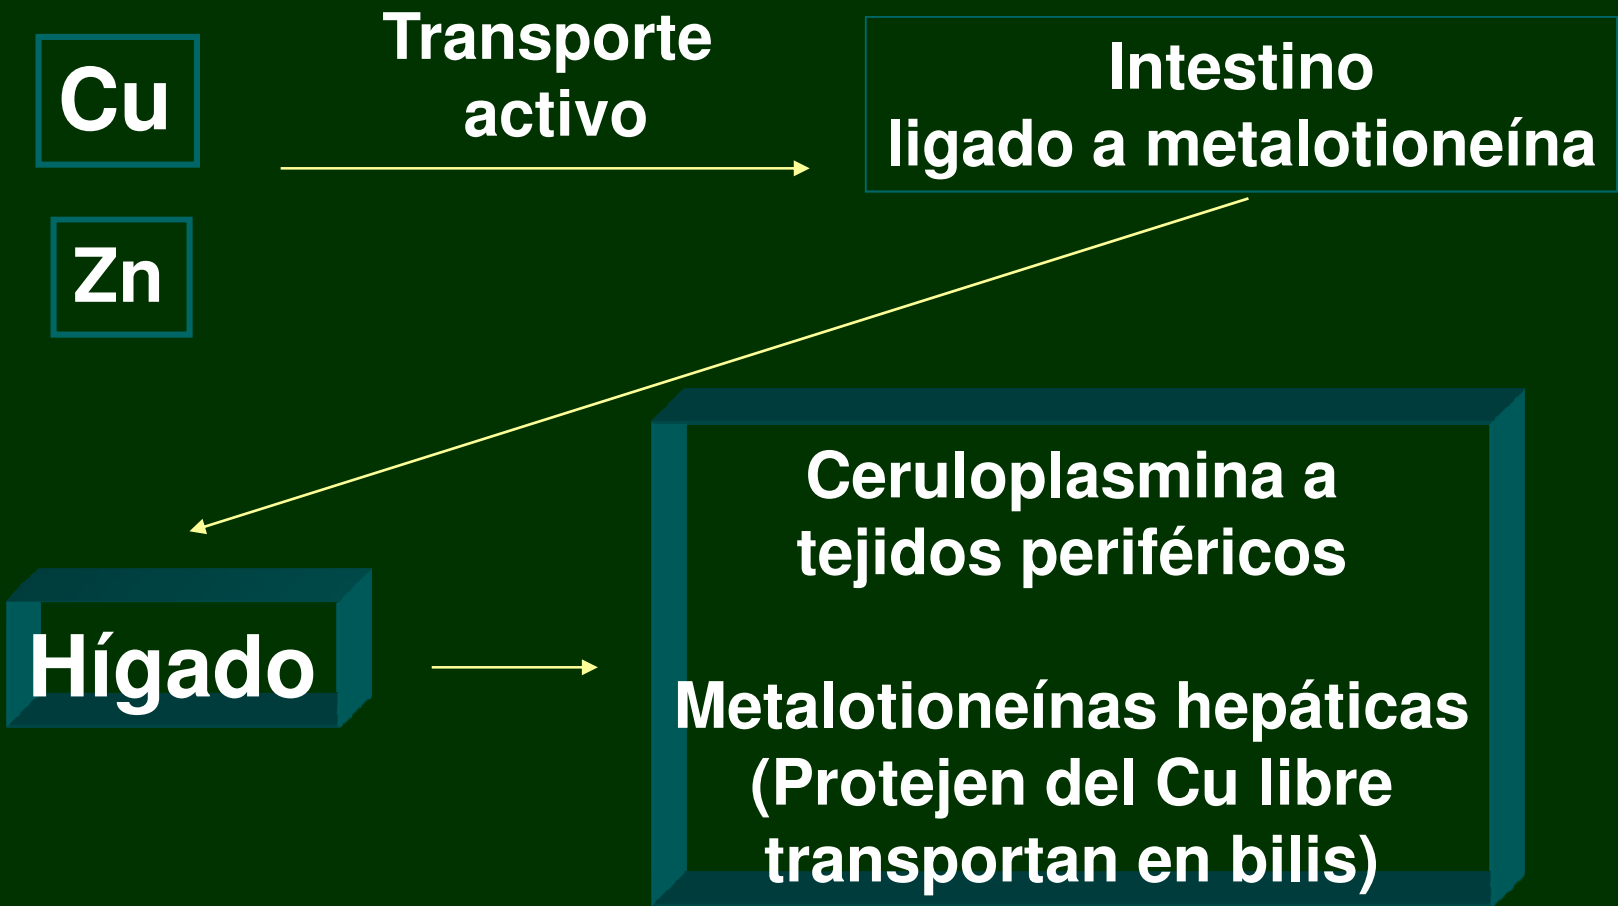 Cu
Transporte
activo
Intestino
ligado a metalotioneína
Zn
Ceruloplasmina a
tejidos periféricos
Hígado
Metalotioneínas hepáticas
(Protejen del Cu libre
transportan en bilis)